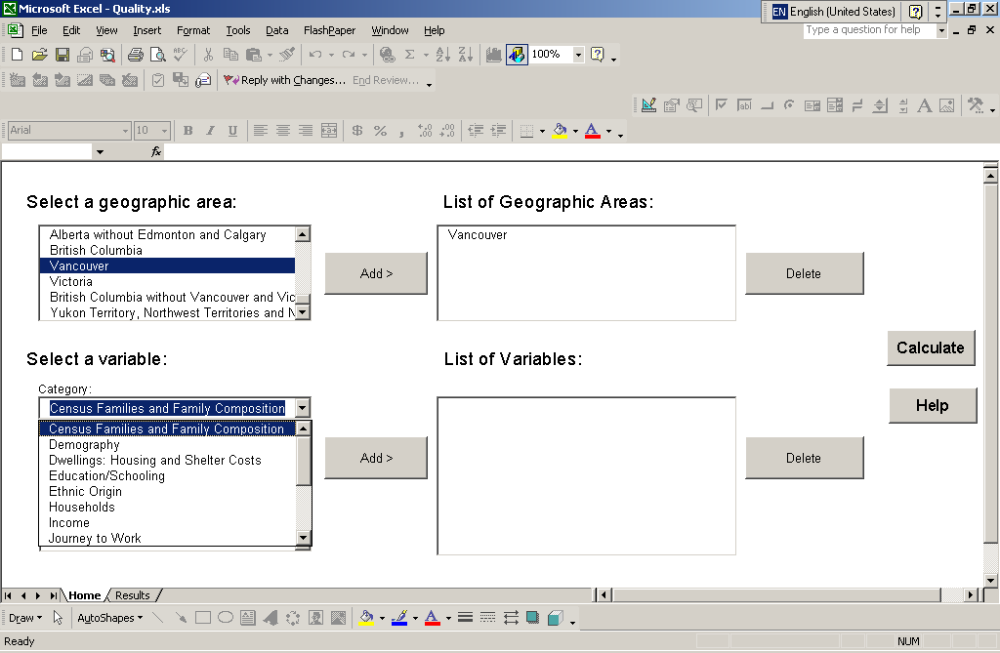 Microsoft Excel - Quality.xls
EN English (United States)
File Edit View Insert Format Tools Data FlashPaper Window Help
Type a question for help
100%
Reply with Changes... End Review...
Arial 10 B I U $ % ,
fx
Select a geographic area:
List of Geographic Areas:
Alberta without Edmonton and Calgary
British Columbia
Vancouver
Victoria
British Columbia without Vancouver and Vic
Yukon Territory, Northwest Territories and N
Add >
Vancouver
Delete
Calculate
Help
Select a variable:
List of Variables:
Category:
Census Families and Family Composition
Census Families and Family Composition
Demography
Dwellings: Housing and Shelter Costs
Education/Schooling
Ethnic Origin
Households
Income
Journey to Work
Add >
Delete
Home Results
Draw AutoShapes
Ready
NUM